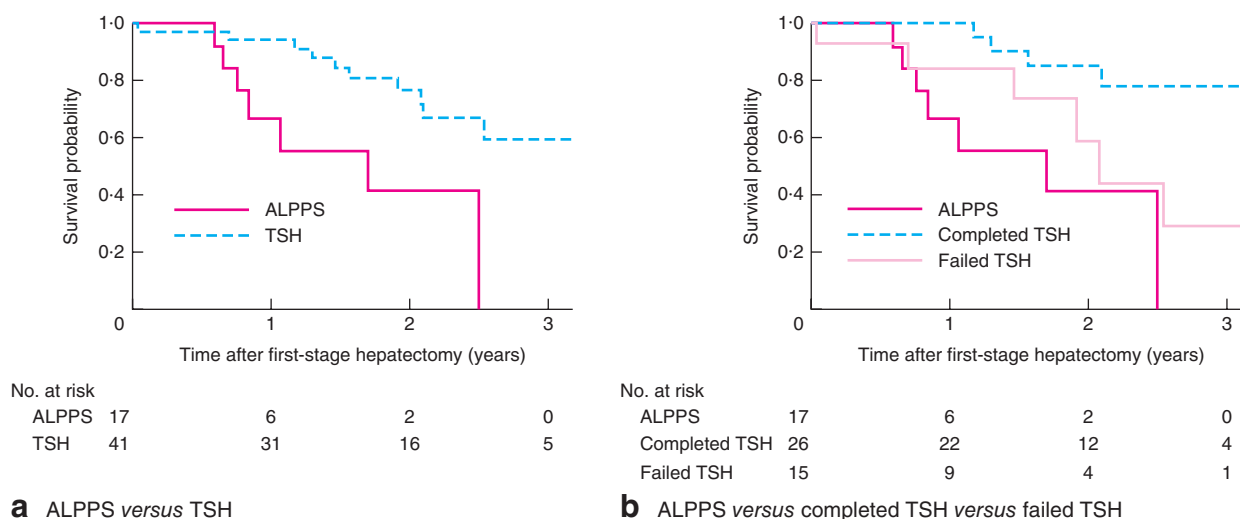 1·0
0·8
0·6
0·4
0·2
0
1
2
3
Survival probability
ALPPS
TSH
Time after first-stage hepatectomy (years)
No. at risk
ALPPS 17 6 2 0
TSH 41 31 16 5
a ALPPS versus TSH
1·0
0·8
0·6
0·4
0·2
0
1
2
3
Survival probability
ALPPS
Completed TSH
Failed TSH
Time after first-stage hepatectomy (years)
No. at risk
ALPPS 17 6 2 0
Completed TSH 26 22 12 4
Failed TSH 15 9 4 1
b ALPPS versus completed TSH versus failed TSH